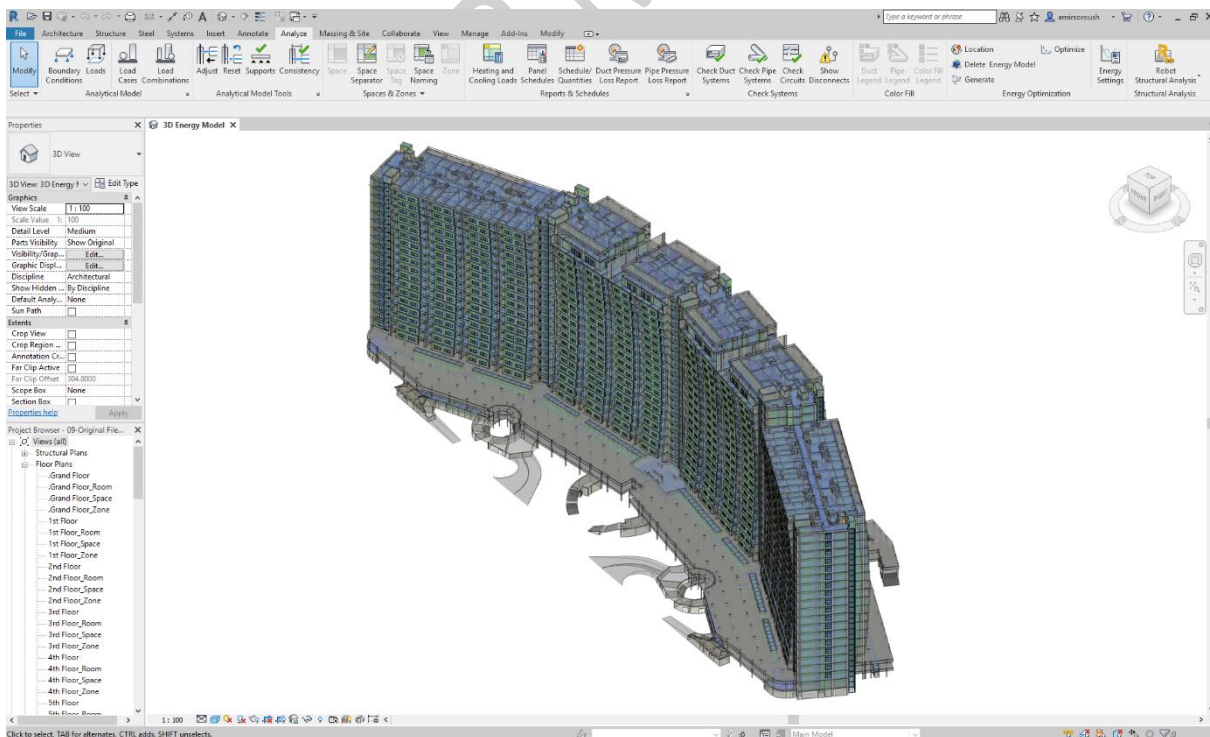 Type a keyword or phrase
amirsoroush
File Architecture Structure Steel Systems Insert Annotate Analyze Massing & Site Collaborate View Manage Add-Ins Modify
Modify
Boundary Conditions
Loads
Load Cases
Load Combinations
Adjust Reset Supports Consistency
Space
Space Separator
Space Tag
Space Naming
Zone
Heating and Cooling Loads
Panel Schedules
Schedule/ Quantities
Duct Pressure Loss Report
Pipe Pressure Loss Report
Check Duct Systems
Check Pipe Systems
Check Circuits
Show Disconnects
Duct Legend
Pipe Legend
Color Fill Legend
Location
Delete Energy Model
Generate
Optimize
Energy Settings
Robot Structural Analysis
Select
Analytical Model
Analytical Model Tools
Spaces & Zones
Reports & Schedules
Check Systems
Color Fill
Energy Optimization
Structural Analysis
Properties
3D Energy Model
3D View
3D View: 3D Energy M
Edit Type
Graphics
View Scale 1 : 100
Scale Value 1: 100
Detail Level Medium
Parts Visibility Show Original
Visibility/Grap... Edit...
Graphic Displ... Edit...
Discipline Architectural
Show Hidden ... By Discipline
Default Analy... None
Sun Path
Extents
Crop View
Crop Region ...
Annotation Cr...
Far Clip Active
Far Clip Offset 304.8000
Scope Box None
Section Box
Properties help Apply
Project Browser - 09-Original File...
Views (all)
Structural Plans
Floor Plans
.Grand Floor
.Grand Floor_Room
.Grand Floor_Space
.Grand Floor_Zone
1st Floor
1st Floor_Room
1st Floor_Space
1st Floor_Zone
2nd Floor
2nd Floor_Room
2nd Floor_Space
2nd Floor_Zone
3rd Floor
3rd Floor_Room
3rd Floor_Space
3rd Floor_Zone
4th Floor
4th Floor_Room
4th Floor_Space
4th Floor_Zone
5th Floor
5th Floor_Room
TOP
1 : 100
Click to select, TAB for alternates, CTRL adds, SHIFT unselects.
:0
Main Model
:0